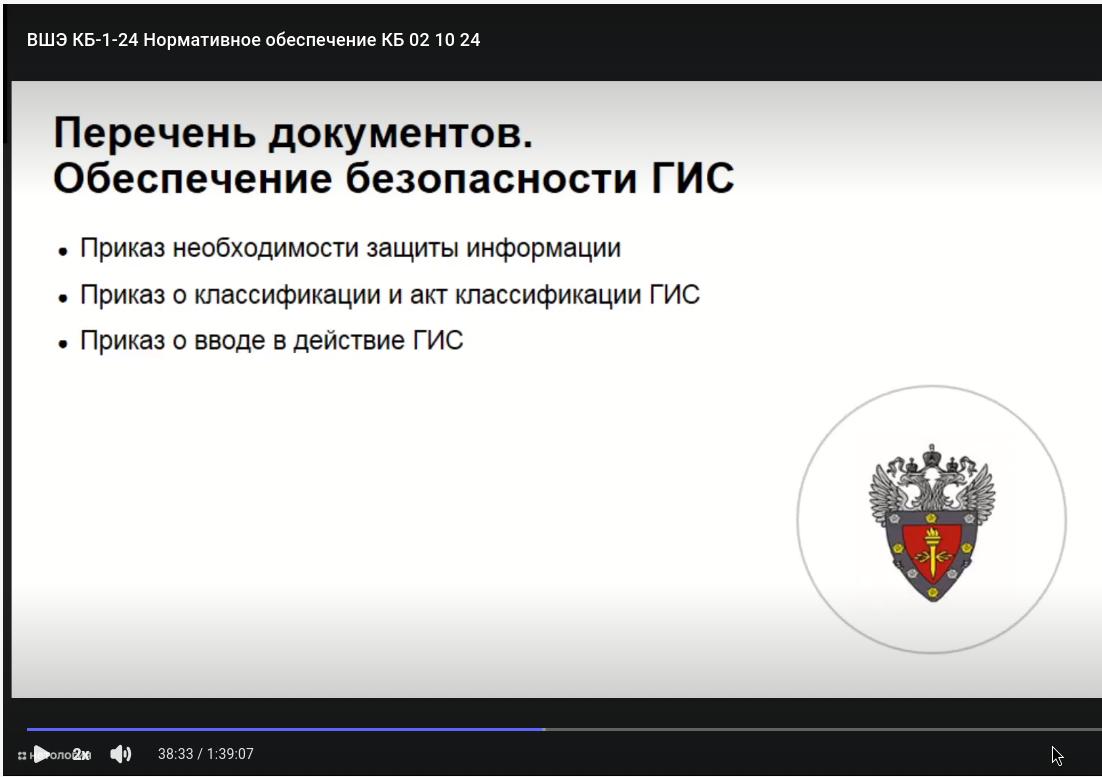 ВШЭ КБ-1-24 Нормативное обеспечение КБ 02 10 24
Перечень документов.
Обеспечение безопасности ГИС
• Приказ необходимости защиты информации
• Приказ о классификации и акт классификации ГИС
• Приказ о вводе в действие ГИС
2x 38:33 / 1:39:07